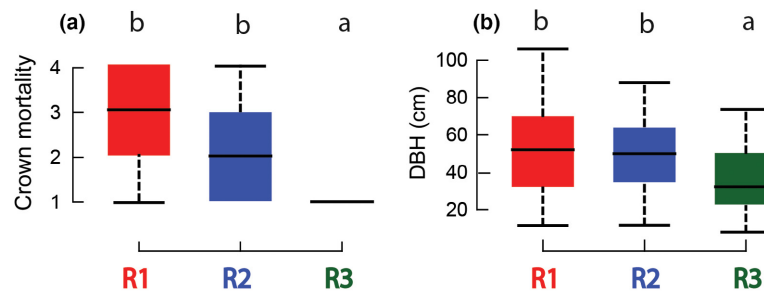 (a)
b b a
Crown mortality
4
3
2
1
R1 R2 R3
(b)
b b a
DBH (cm)
100
80
60
40
20
R1 R2 R3